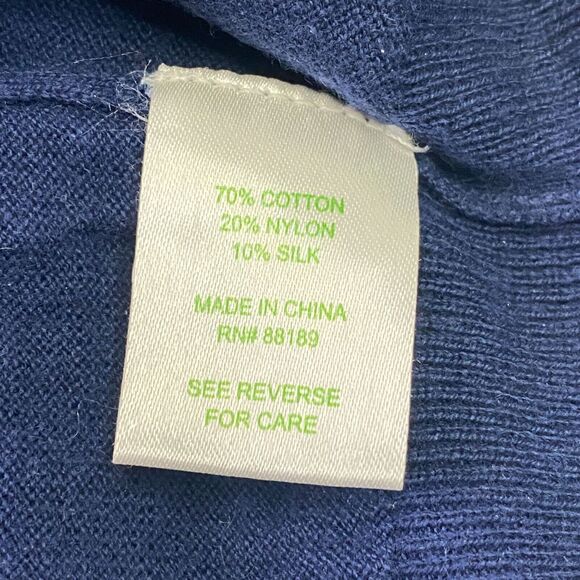 70% COTTON
20% NYLON
10% SILK
MADE IN CHINA
RN# 88189
SEE REVERSE
FOR CARE